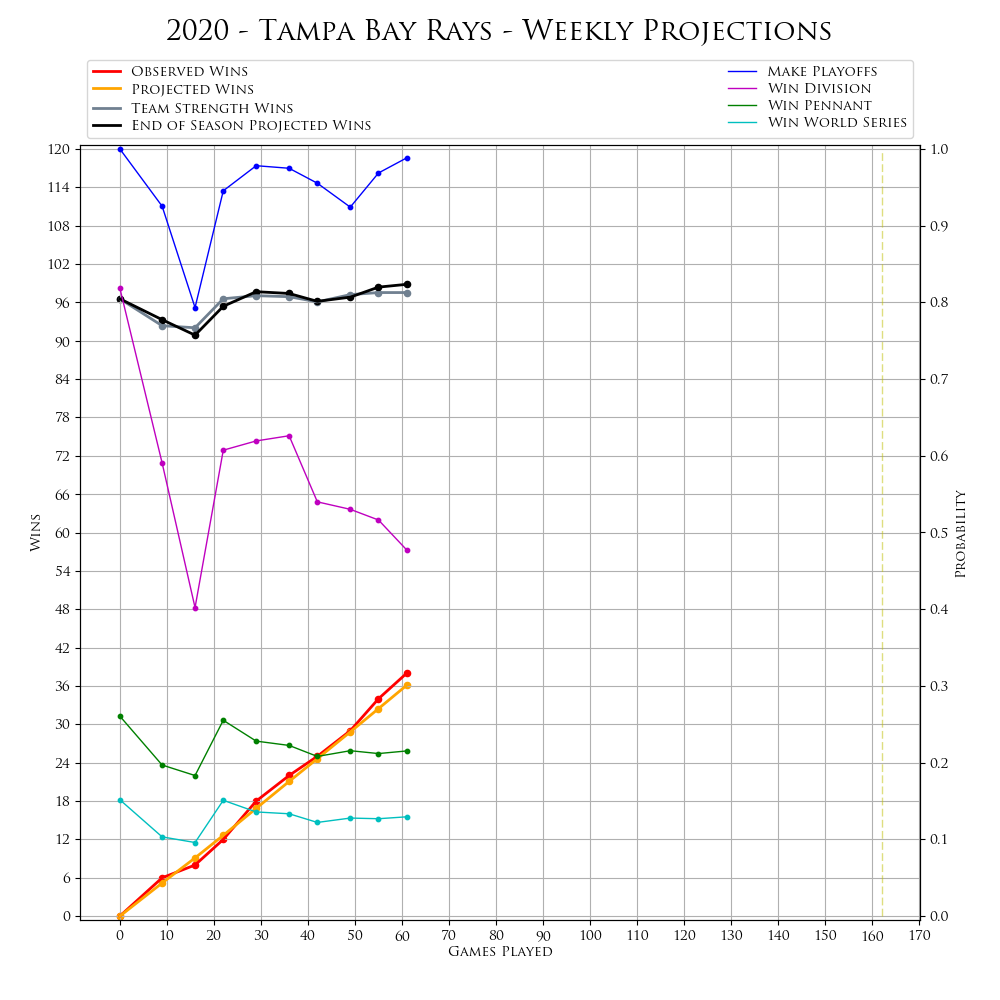 2020 - Tampa Bay Rays - Weekly Projections
Observed Wins
Projected Wins
Team Strength Wins
End of Season Projected Wins
Make Playoffs
Win Division
Win Pennant
Win World Series
120
114
108
102
96
90
84
78
72
66
60
54
48
42
36
30
24
18
12
6
0
Wins
1.0
0.9
0.8
0.7
0.6
0.5
0.4
0.3
0.2
0.1
0.0
Probability
0 10 20 30 40 50 60 70 80 90 100 110 120 130 140 150 160 170
Games Played